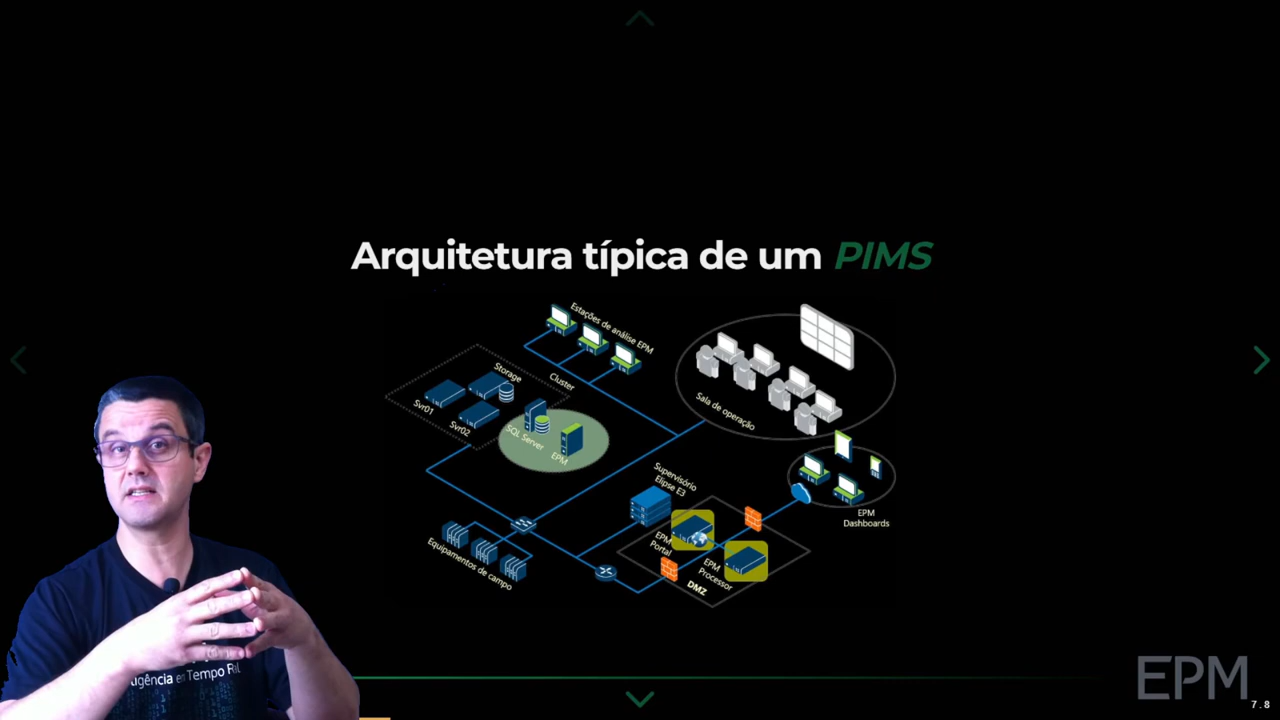 Arquitetura típica de um PIMS
Estações de análise EPM
Cluster
Storage
Svr01
Svr02
SQL Server
EPM
Sala de operação
Supervisório
Elipse E3
EPM
Portal
EPM
Processor
DMZ
EPM
Dashboards
Equipamentos de campo
Tempo
EPM
7.8